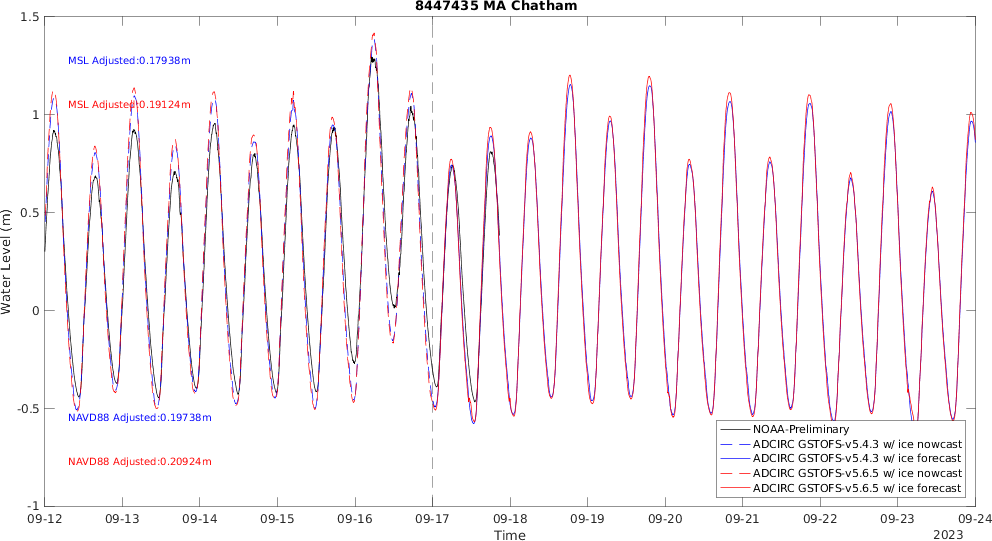 8447435 MA Chatham
Water Level (m)
1.5
1
0.5
0
-0.5
-1
MSL Adjusted:0.17938m
MSL Adjusted:0.19124m
NAVD88 Adjusted:0.19738m
NAVD88 Adjusted:0.20924m
NOAA-Preliminary
ADCIRC GSTOFS-v5.4.3 w/ ice nowcast
ADCIRC GSTOFS-v5.4.3 w/ ice forecast
ADCIRC GSTOFS-v5.6.5 w/ ice nowcast
ADCIRC GSTOFS-v5.6.5 w/ ice forecast
09-12 09-13 09-14 09-15 09-16 09-17 09-18 09-19 09-20 09-21 09-22 09-23 09-24
Time
2023